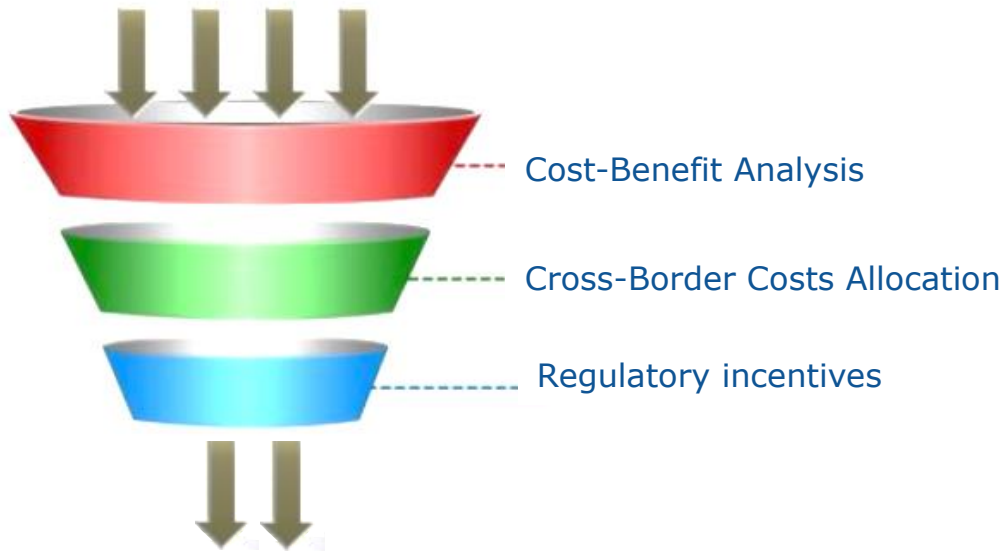 Cost-Benefit Analysis
Cross-Border Costs Allocation
Regulatory incentives